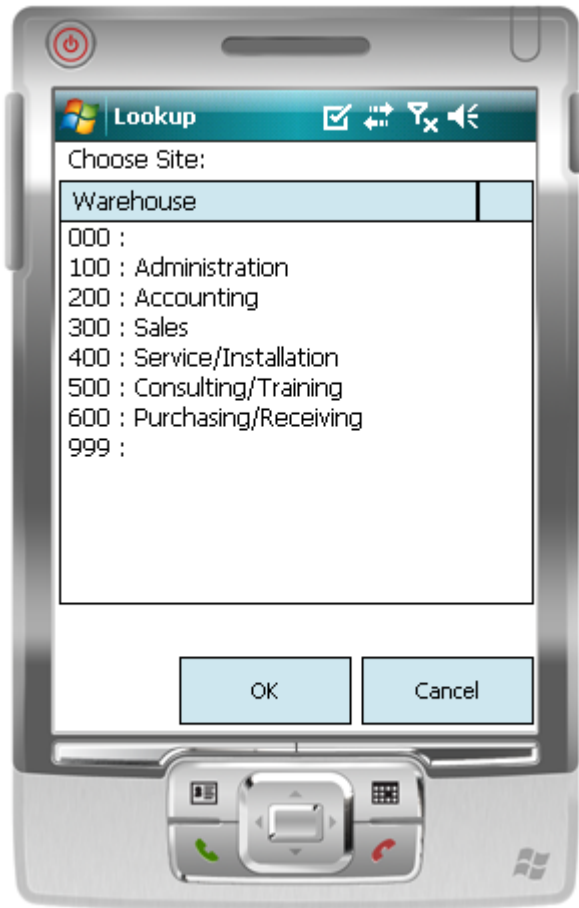 Lookup
Choose Site:
Warehouse
000 :
100 : Administration
200 : Accounting
300 : Sales
400 : Service/Installation
500 : Consulting/Training
600 : Purchasing/Receiving
999 :
OK Cancel